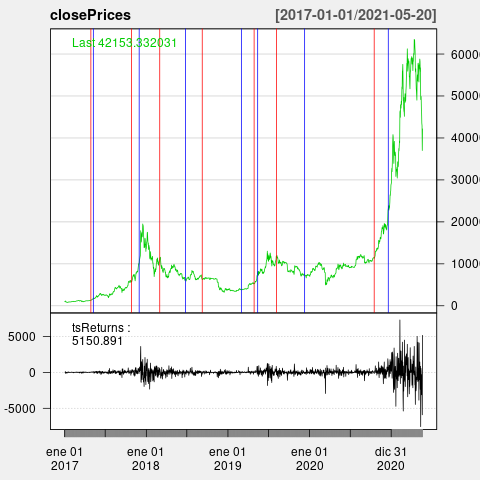 closePrices [2017-01-01/2021-05-20]
Last 42153.332031
60000
50000
40000
30000
20000
10000
0
tsReturns :
5150.891
5000
0
-5000
ene 01 ene 01 ene 01 ene 01 dic 31
2017 2018 2019 2020 2020